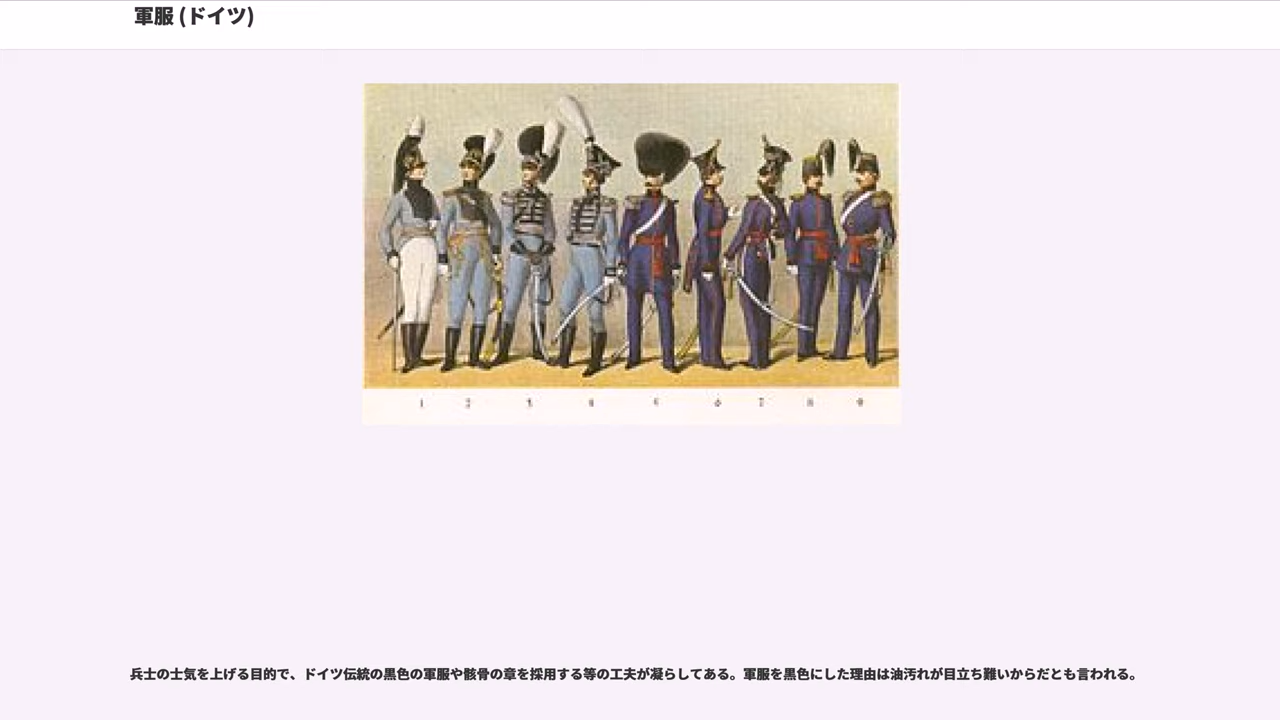 軍服 (ドイツ)
1 2 3 4 6 7 8 9
兵士の士気を上げる目的で、ドイツ伝統の黒色の軍服や骸骨の章を採用する等の工夫が凝らしてある。軍服を黒色にした理由は油汚れが目立ち難いからだとも言われる。